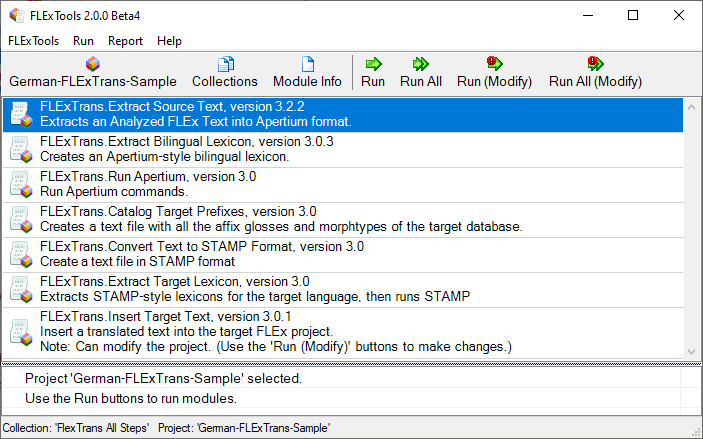 FLExTools 2.0.0 Beta4
FLExTools Run Report Help
German-FLExTrans-Sample Collections Module Info Run Run All Run (Modify) Run All (Modify)
FLExTrans.Extract Source Text, version 3.2.2
Extracts an Analyzed FLEx Text into Apertium format.
FLExTrans.Extract Bilingual Lexicon, version 3.0.3
Creates an Apertium-style bilingual lexicon.
FLExTrans.Run Apertium, version 3.0
Run Apertium commands.
FLExTrans.Catalog Target Prefixes, version 3.0
Creates a text file with all the affix glosses and morphtypes of the target database.
FLExTrans.Convert Text to STAMP Format, version 3.0
Create a text file in STAMP format
FLExTrans.Extract Target Lexicon, version 3.0
Extracts STAMP-style lexicons for the target language, then runs STAMP
FLExTrans.Insert Target Text, version 3.0.1
Insert a translated text into the target FLEx project.
Note: Can modify the project. (Use the 'Run (Modify)' buttons to make changes.)
Project 'German-FLExTrans-Sample' selected.
Use the Run buttons to run modules.
Collection: 'FlexTrans All Steps' Project: 'German-FLExTrans-Sample'